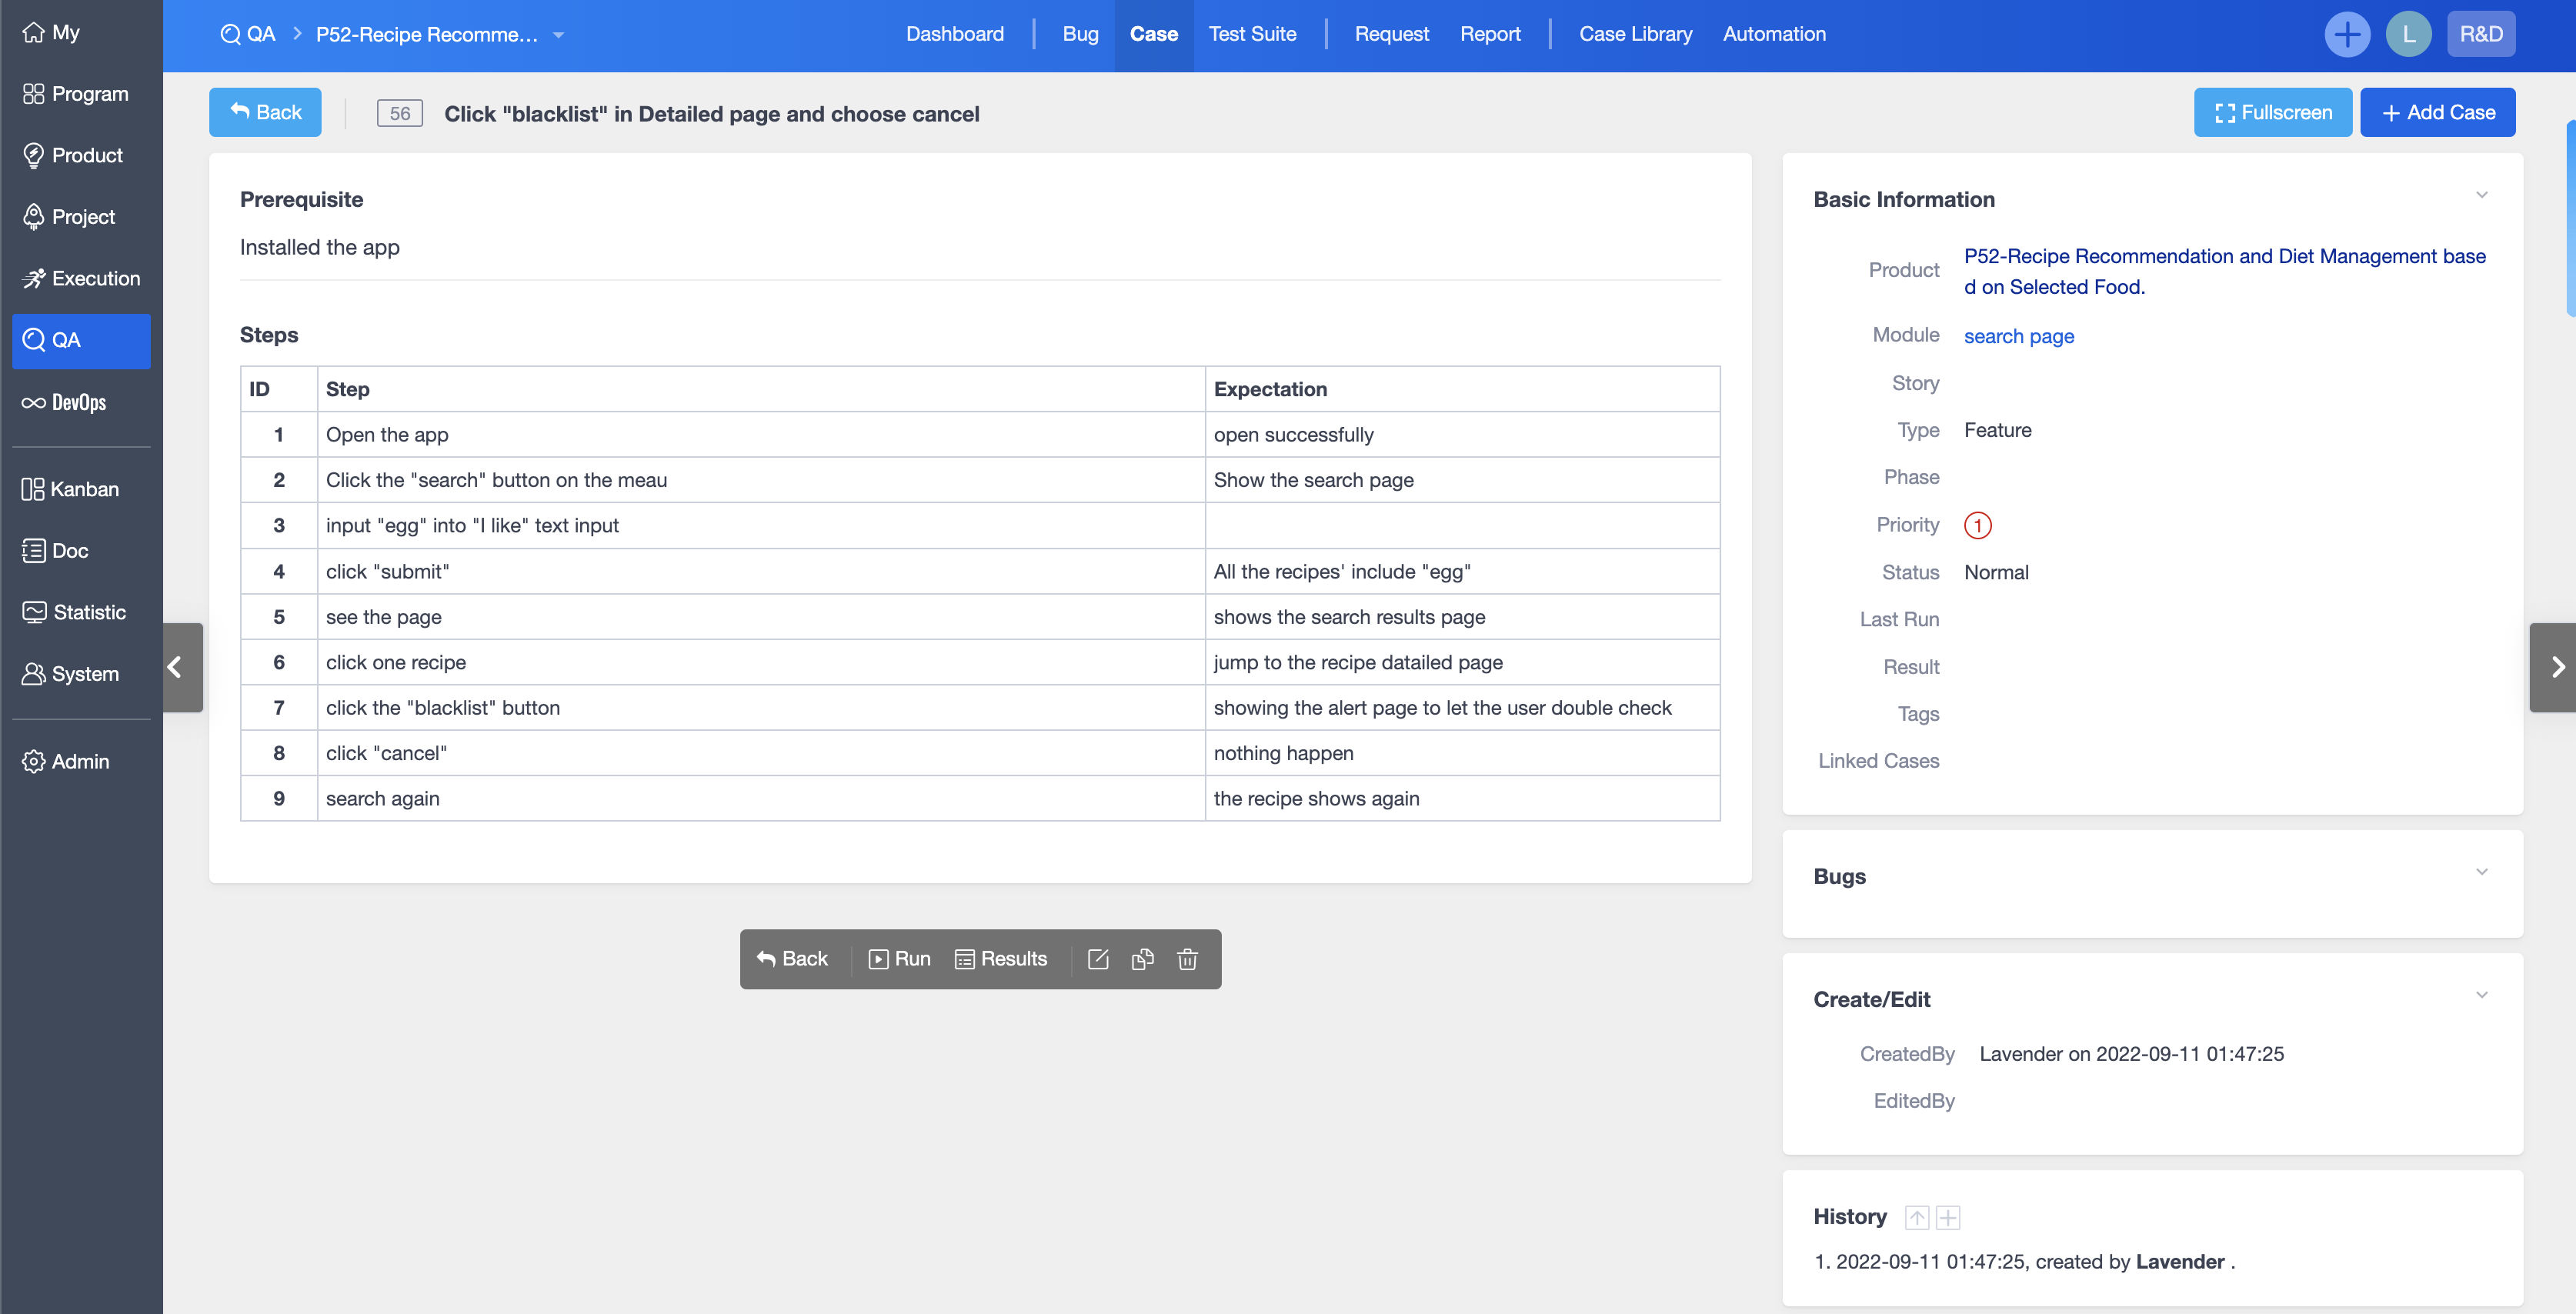 My
Program
Product
Project
Execution
QA
DevOps
Kanban
Doc
Statistic
System
Admin
QA
P52-Recipe Recomme...
Dashboard
Bug
Case
Test Suite
Request
Report
Case Library
Automation
L
R&D
Back
56
Click "blacklist" in Detailed page and choose cancel
Fullscreen
+ Add Case
Prerequisite
Installed the app
Steps
ID Step Expectation
1 Open the app open successfully
2 Click the "search" button on the meau Show the search page
3 input "egg" into "I like" text input
4 click "submit" All the recipes' include "egg"
5 see the page shows the search results page
6 click one recipe jump to the recipe datailed page
7 click the "blacklist" button showing the alert page to let the user double check
8 click "cancel" nothing happen
9 search again the recipe shows again
Back
Run
Results
Basic Information
Product P52-Recipe Recommendation and Diet Management base
d on Selected Food.
Module search page
Story
Type Feature
Phase
Priority 1
Status Normal
Last Run
Result
Tags
Linked Cases
Bugs
Create/Edit
CreatedBy Lavender on 2022-09-11 01:47:25
EditedBy
History
1. 2022-09-11 01:47:25, created by Lavender .